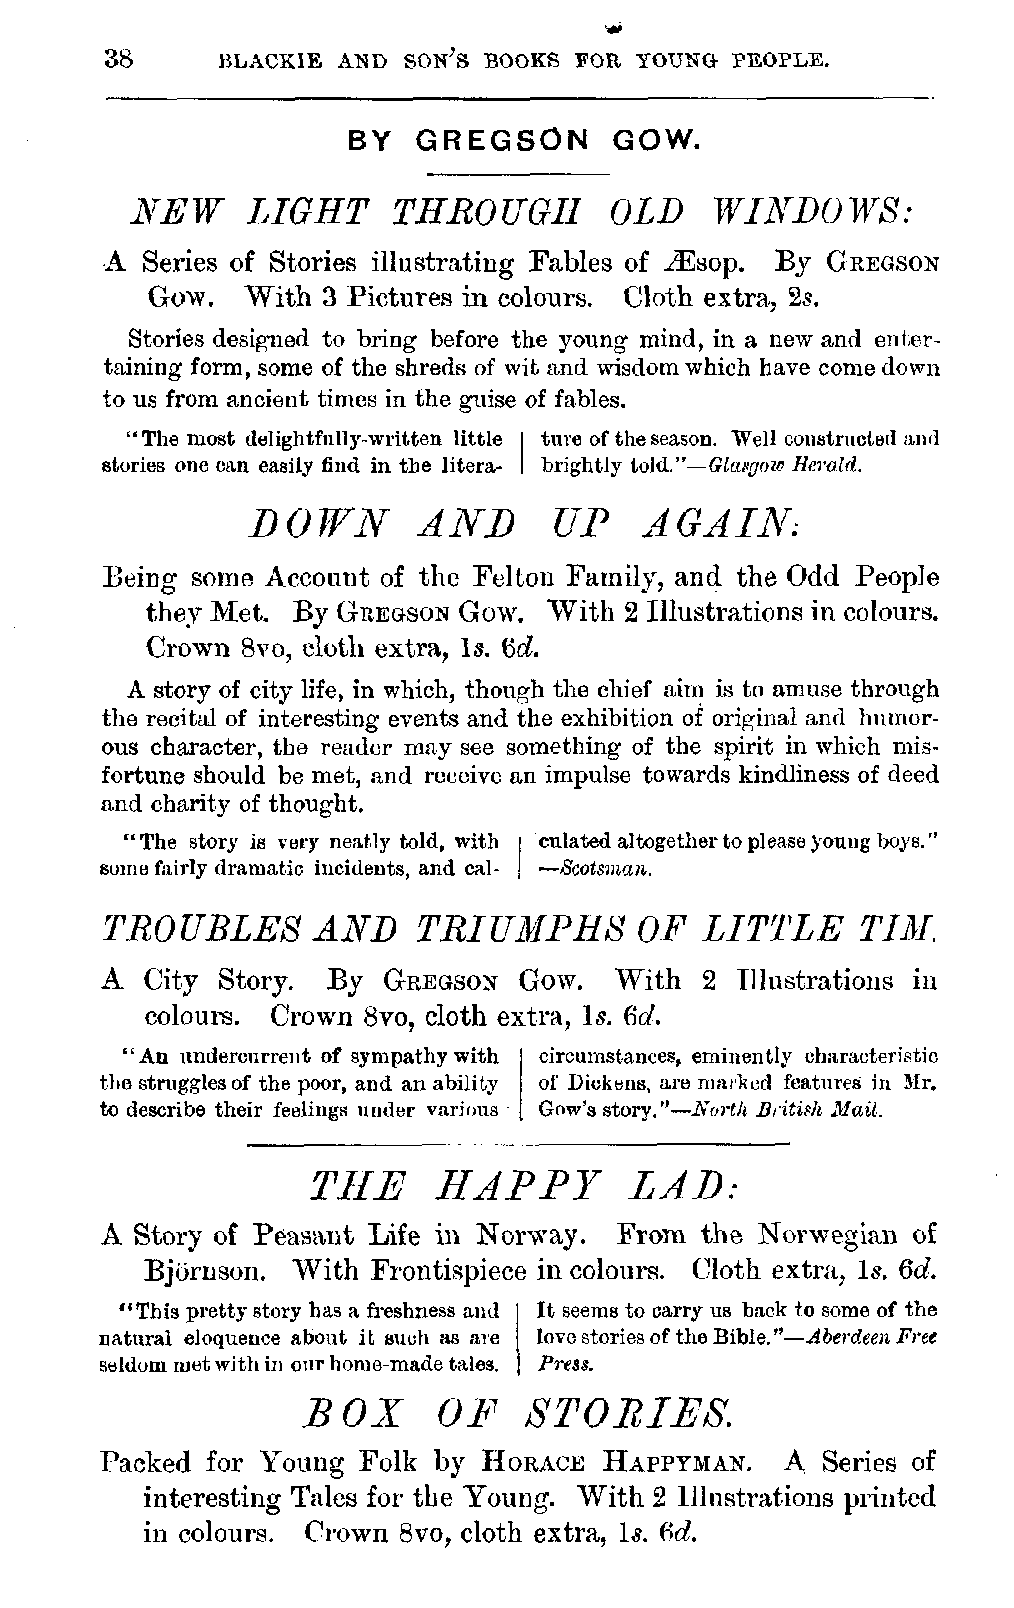 38 BLACKIE AND SON'S BOOKS FOR YOUNG PEOPLE.
BY GREGSON GOW.
NEW LIGHT THROUGH OLD WINDOWS:
A Series of Stories illustrating Fables of Æsop. By GREGSON
Gow. With 3 Pictures in colours. Cloth extra, 2s.
Stories designed to bring before the young mind, in a new and enter-
taining form, some of the shreds of wit and wisdom which have come down
to us from ancient times in the guise of fables.
"The most delightfully-written little
stories one can easily find in the litera-
ture of the season. Well constructed and
brightly told."—Glasgow Herald.
DOWN AND UP AGAIN:
Being some Account of the Felton Family, and the Odd People
they Met. By GREGSON Gow. With 2 Illustrations in colours.
Crown 8vo, cloth extra, 1s. 6d.
A story of city life, in which, though the chief aim is to amuse through
the recital of interesting events and the exhibition of original and humor-
ous character, the reader may see something of the spirit in which mis-
fortune should be met, and receive an impulse towards kindliness of deed
and charity of thought.
"The story is very neatly told, with
some fairly dramatic incidents, and cal-
culated altogether to please young boys."
—Scotsman.
TROUBLES AND TRIUMPHS OF LITTLE TIM.
A City Story. By GREGSON Gow. With 2 Illustrations in
colours. Crown 8vo, cloth extra, 1s. 6d.
"An undercurrent of sympathy with
the struggles of the poor, and an ability
to describe their feelings under various
circumstances, eminently characteristic
of Dickens, are marked features in Mr.
Gow's story."—North British Mail.
THE HAPPY LAD:
A Story of Peasant Life in Norway. From the Norwegian of
Björnson. With Frontispiece in colours. Cloth extra, 1s. 6d.
"This pretty story has a freshness and
natural eloquence about it such as are
seldom met with in our home-made tales.
It seems to carry us back to some of the
love stories of the Bible."—Aberdeen Free
Press.
BOX OF STORIES.
Packed for Young Folk by HORACE HAPPYMAN. A Series of
interesting Tales for the Young. With 2 Illustrations printed
in colours. Crown 8vo, cloth extra, 1s. 6d.